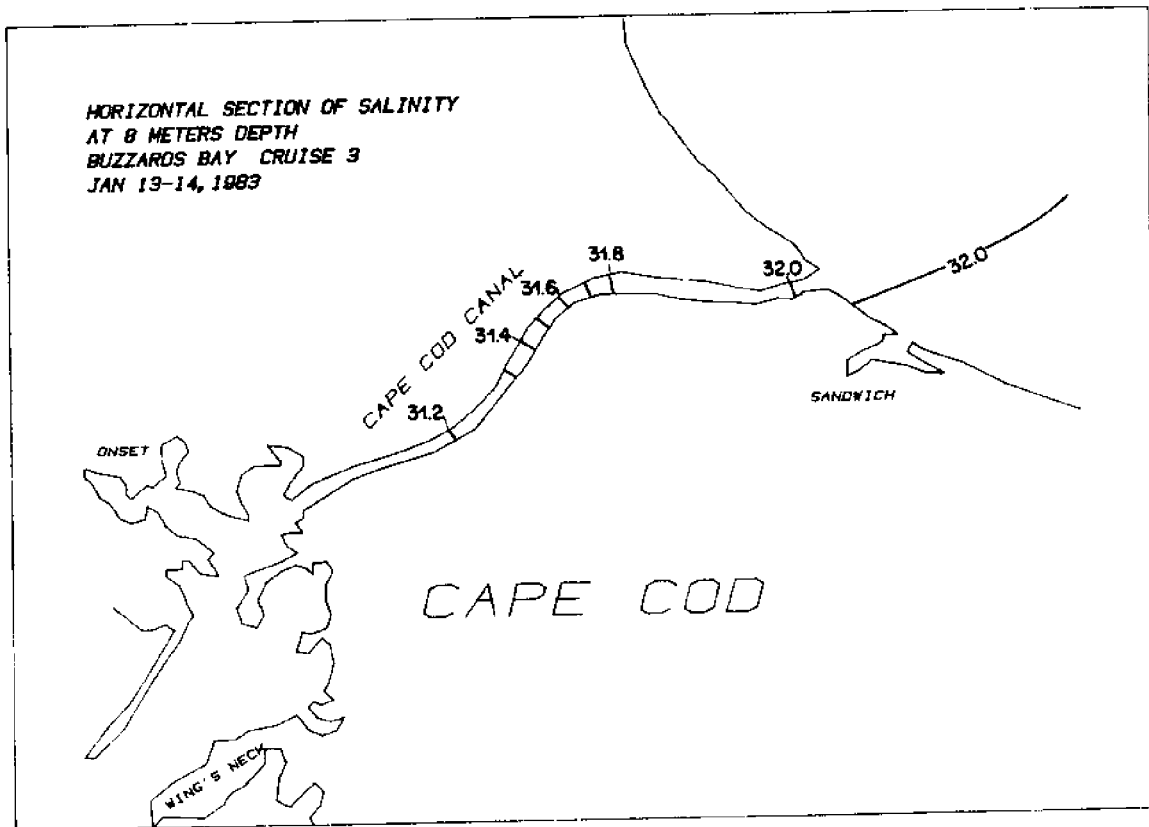 HORIZONTAL SECTION OF SALINITY
AT 8 METERS DEPTH
BUZZARDS BAY CRUISE 3
JAN 13-14, 1983
31.8
32.0
32.0
31.6
CAPE COD CANAL
31.4
SANDWICH
31.2
ONSET
CAPE COD
WING'S NECK